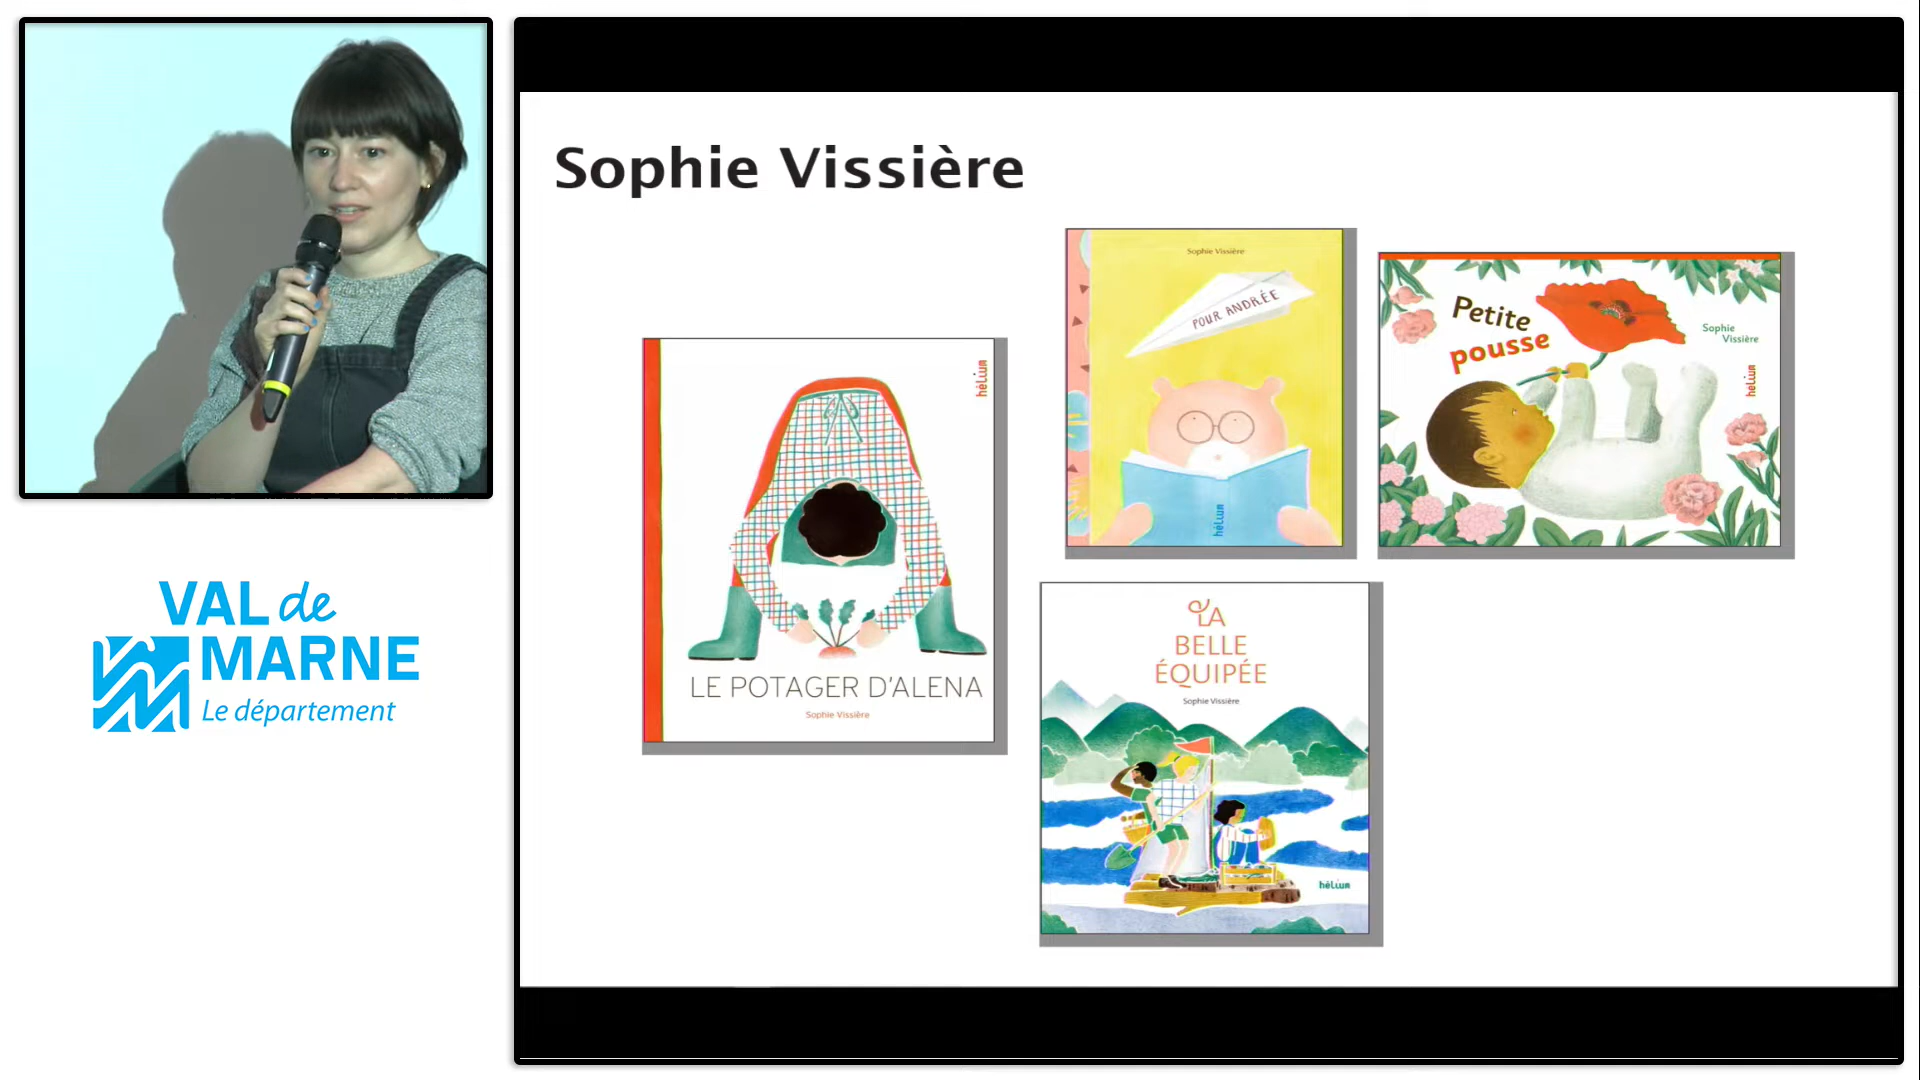 VAL de
MARNE
Le département
Sophie Vissière
hélium
LE POTAGER D'ALENA
Sophie Vissière
Sophie Vissière
POUR ANDRÉE
hélium
Petite
pousse
Sophie
Vissière
hélium
LA
BELLE
ÉQUIPÉE
Sophie Vissière
hélium